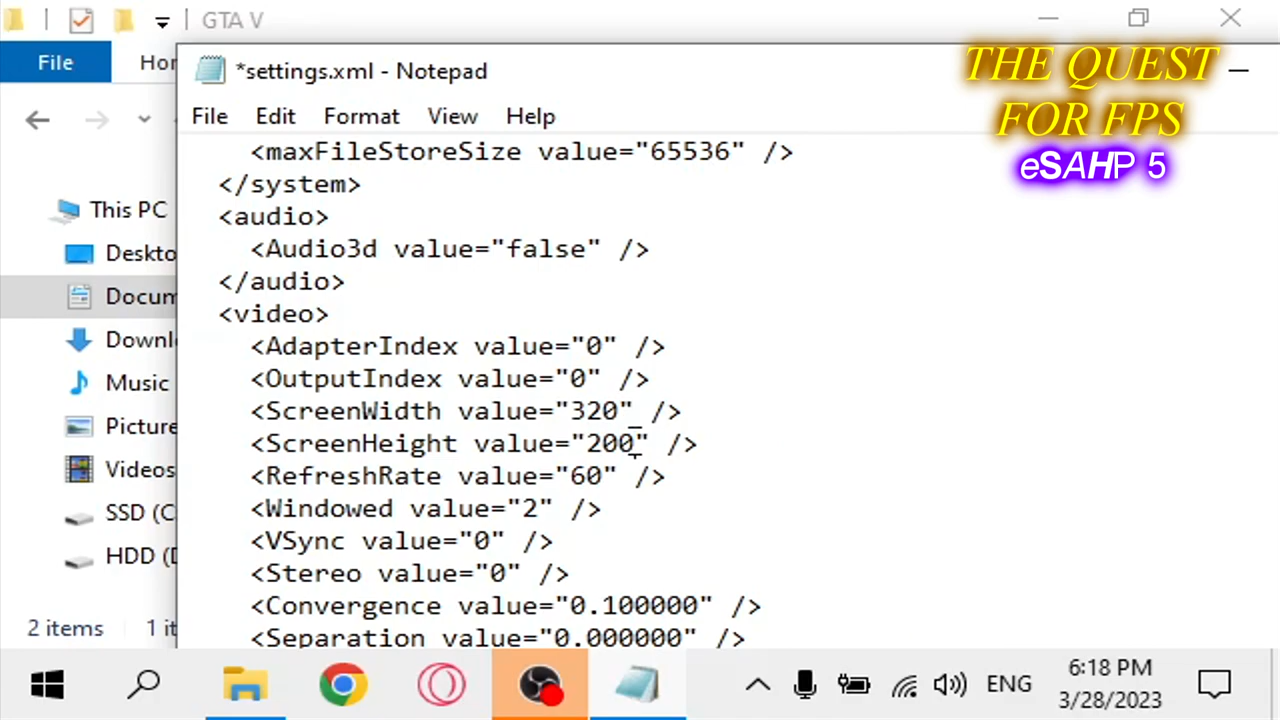 GTA V
File
Hor
*settings.xml - Notepad
THE QUEST
FOR FPS
eSAHP 5
File Edit Format View Help
<maxFileStoreSize value="65536" />
</system>
<audio>
<Audio3d value="false" />
</audio>
<video>
<AdapterIndex value="0" />
<OutputIndex value="0" />
<ScreenWidth value="320" />
<ScreenHeight value="200" />
<RefreshRate value="60" />
<Windowed value="2" />
<VSync value="0" />
<Stereo value="0" />
<Convergence value="0.100000" />
<Separation value="0.000000" />
This PC
Deskto
Docum
Downl
Music
Picture
Videos
SSD (C
HDD (D
2 items 1 it
ENG
6:18 PM
3/28/2023